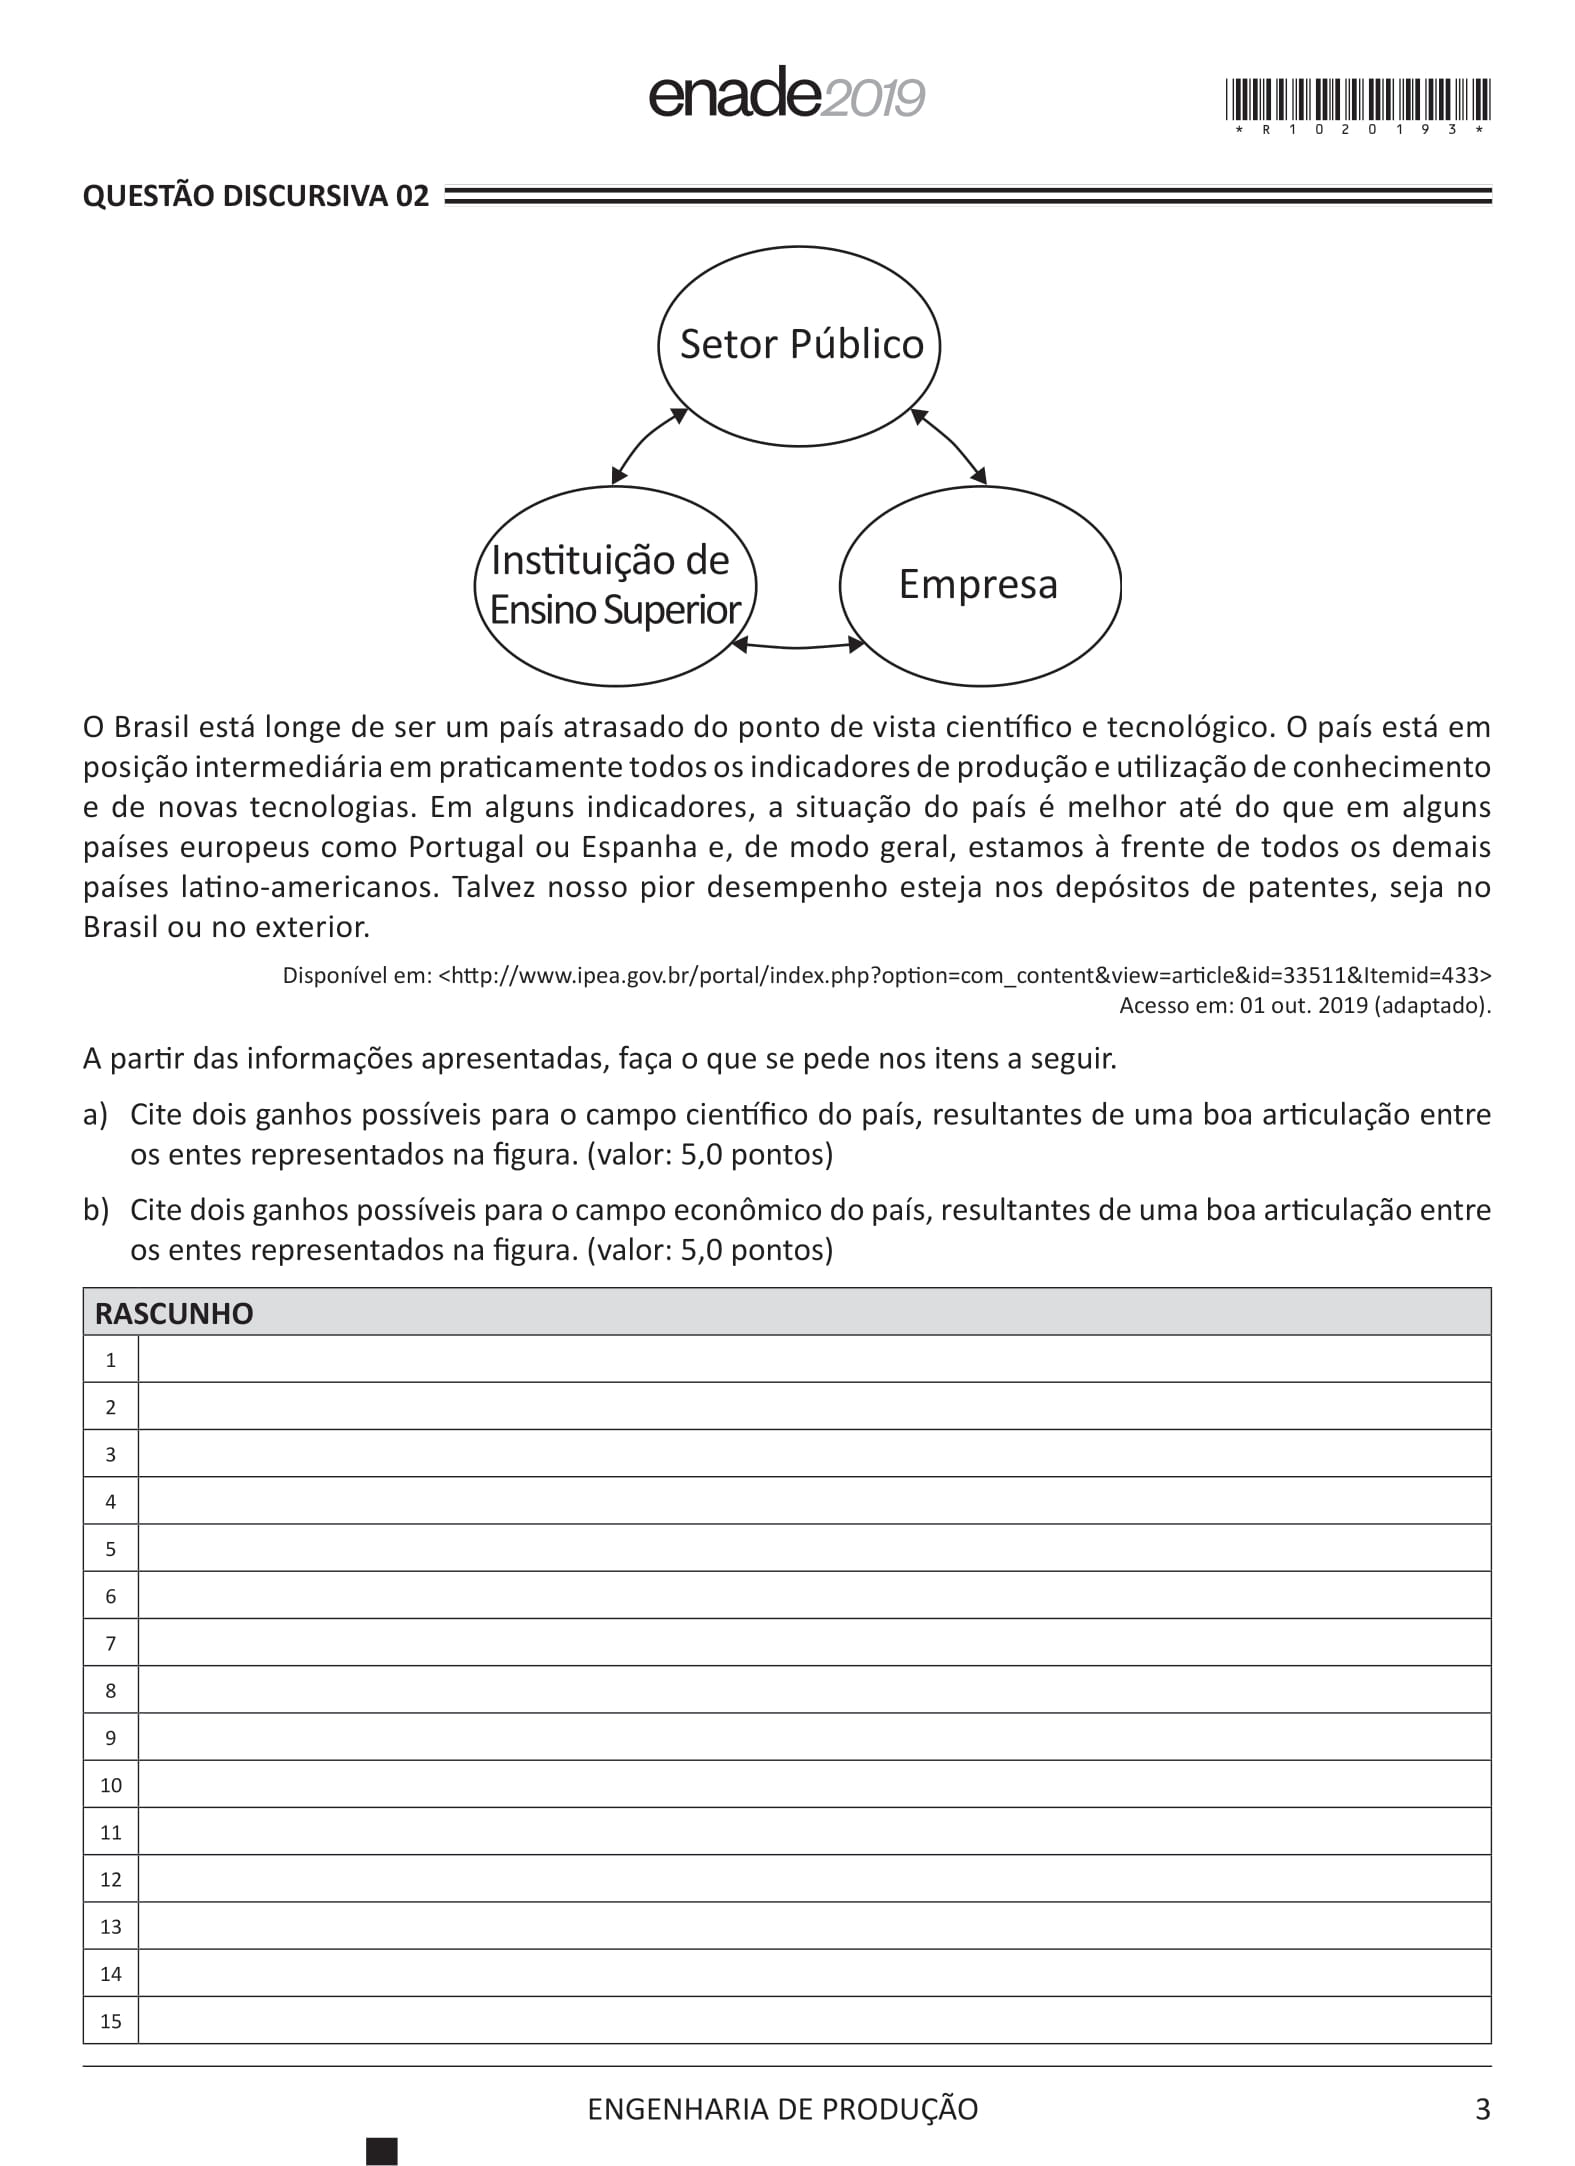 enade2019
*R1020193*
QUESTÃO DISCURSIVA 02
Setor Público
Instituição de
Ensino Superior
Empresa
O Brasil está longe de ser um país atrasado do ponto de vista científico e tecnológico. O país está em
posição intermediária em praticamente todos os indicadores de produção e utilização de conhecimento
e de novas tecnologias. Em alguns indicadores, a situação do país é melhor até do que em alguns
países europeus como Portugal ou Espanha e, de modo geral, estamos à frente de todos os demais
países latino-americanos. Talvez nosso pior desempenho esteja nos depósitos de patentes, seja no
Brasil ou no exterior.
Disponível em: <http://www.ipea.gov.br/portal/index.php?option=com_content&view=article&id=33511&Itemid=433>
Acesso em: 01 out. 2019 (adaptado).
A partir das informações apresentadas, faça o que se pede nos itens a seguir.
a) Cite dois ganhos possíveis para o campo científico do país, resultantes de uma boa articulação entre
os entes representados na figura. (valor: 5,0 pontos)
b) Cite dois ganhos possíveis para o campo econômico do país, resultantes de uma boa articulação entre
os entes representados na figura. (valor: 5,0 pontos)
RASCUNHO
1
2
3
4
5
6
7
8
9
10
11
12
13
14
15
ENGENHARIA DE PRODUÇÃO
3